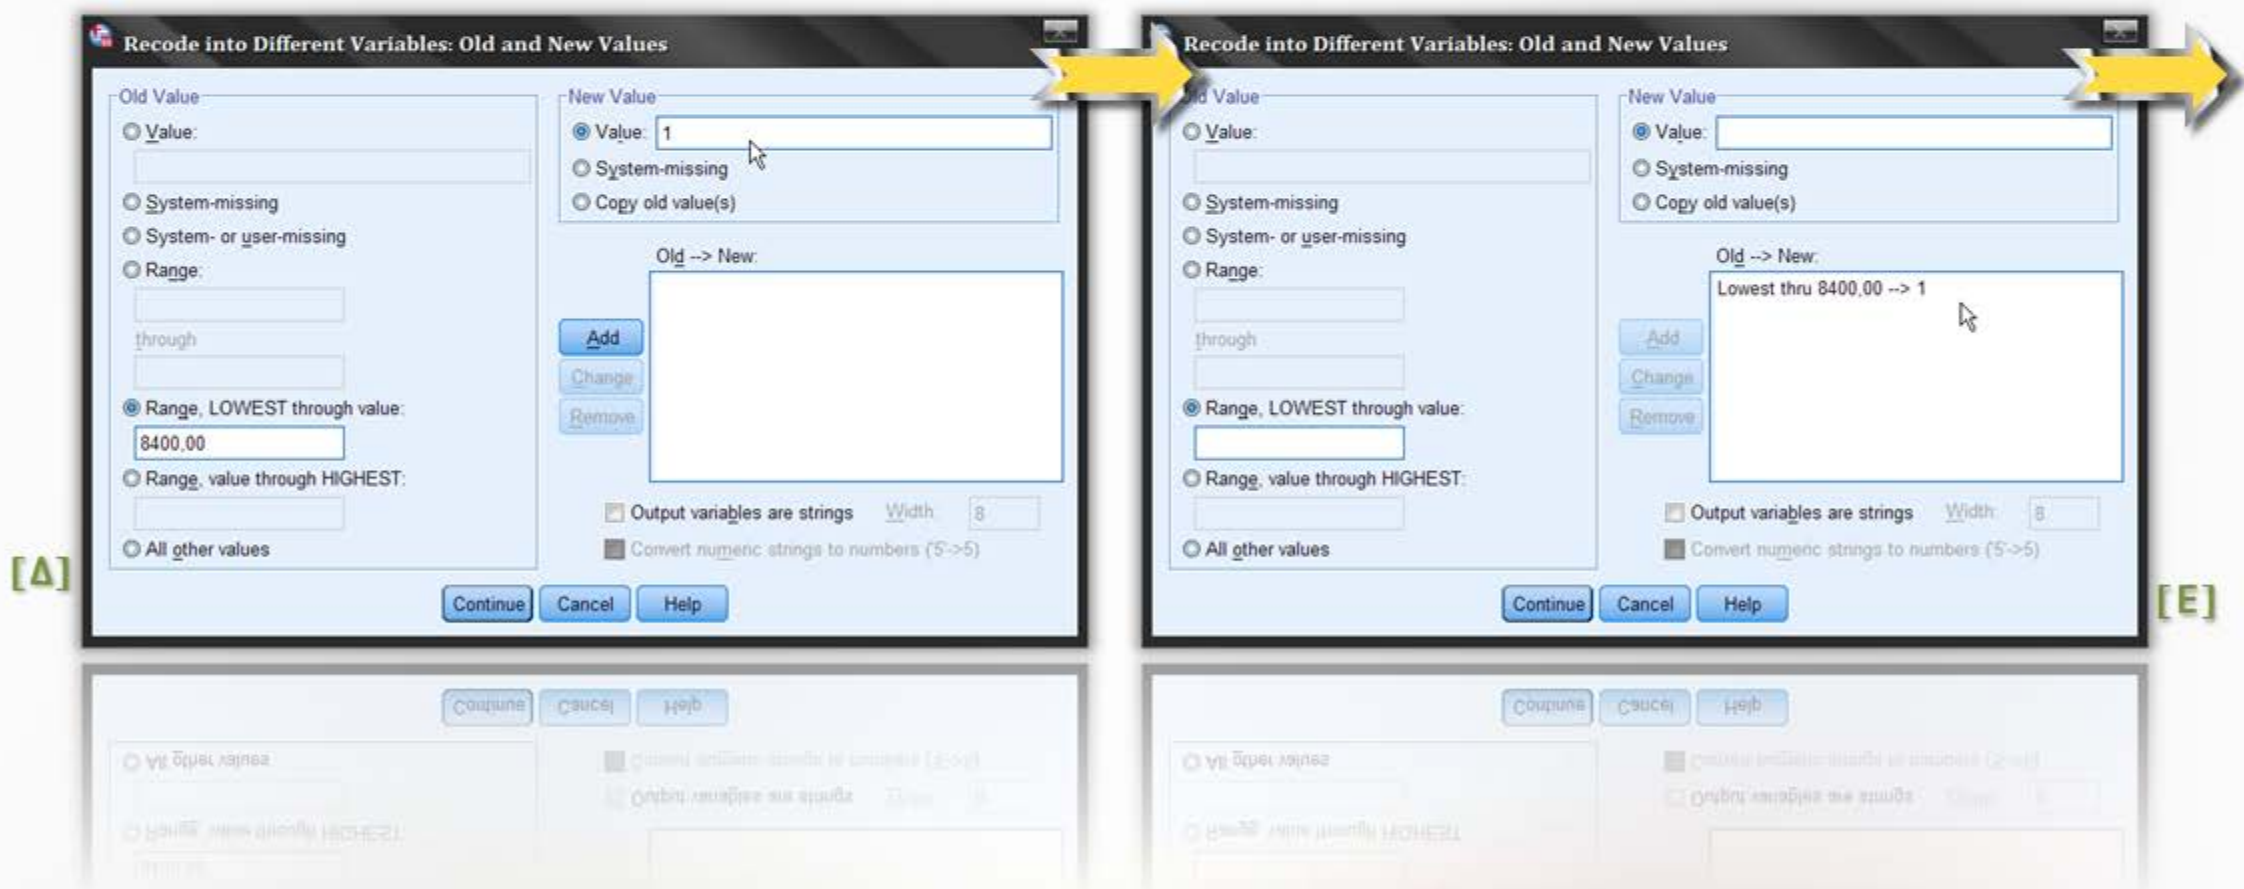 Recode into Different Variables: Old and New Values
Old Value
Value:
System-missing
System- or user-missing
Range:
through
Range, LOWEST through value:
8400,00
Range, value through HIGHEST:
All other values
New Value
Value: 1
System-missing
Copy old value(s)
Old --> New:
Add
Change
Remove
Output variables are strings Width: 8
Convert numeric strings to numbers ('5'->5)
Continue Cancel Help
[Δ]
Recode into Different Variables: Old and New Values
Old Value
Value:
System-missing
System- or user-missing
Range:
through
Range, LOWEST through value:
Range, value through HIGHEST:
All other values
New Value
Value:
System-missing
Copy old value(s)
Old --> New:
Lowest thru 8400,00 --> 1
Add
Change
Remove
Output variables are strings Width: 8
Convert numeric strings to numbers ('5'->5)
Continue Cancel Help
[Ε]